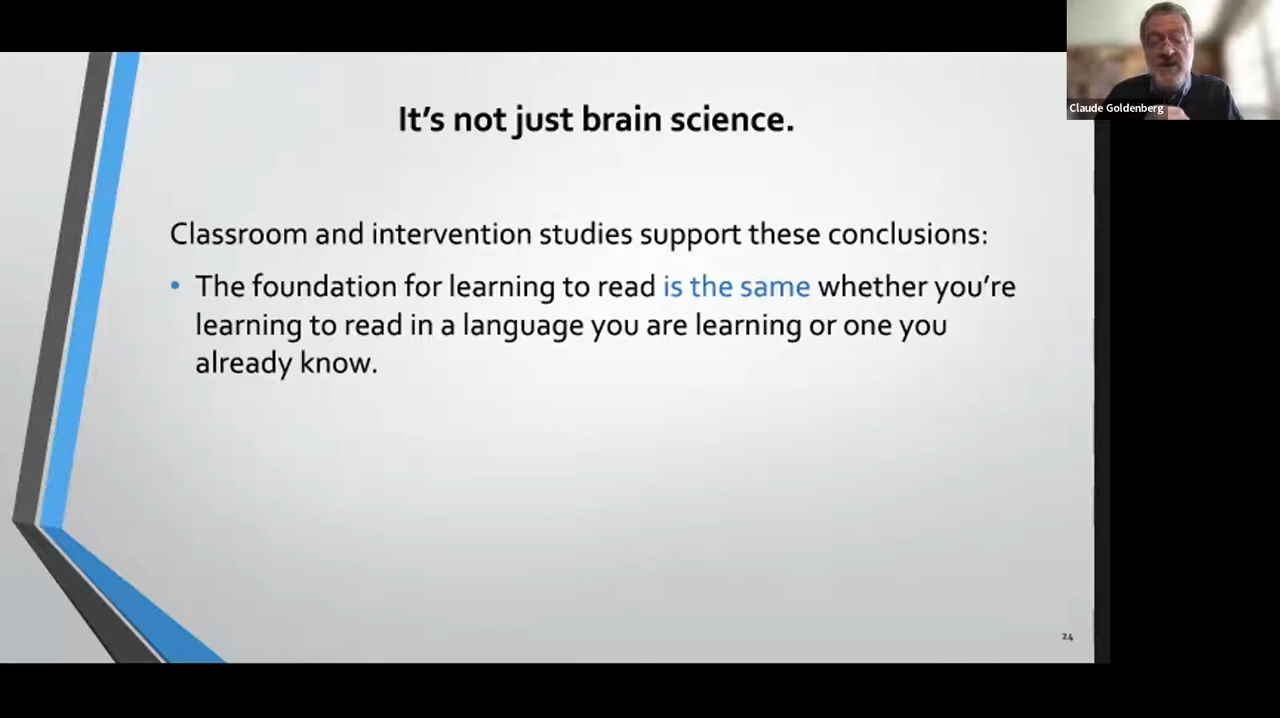 Claude Goldenberg
It’s not just brain science.
Classroom and intervention studies support these conclusions:
• The foundation for learning to read is the same whether you’re
learning to read in a language you are learning or one you
already know.
24